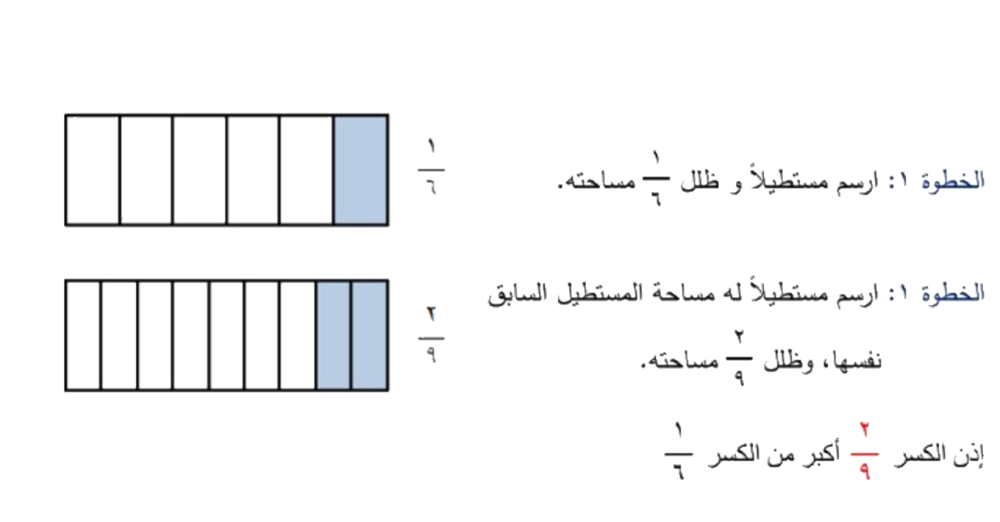 الخطوة ١: ارسم مستطيلاً و ظلل ١/٦ مساحته.
١/٦
الخطوة ١: ارسم مستطيلاً له مساحة المستطيل السابق
نفسها، وظلل ٢/٩ مساحته.
٢/٩
إذن الكسر ٢/٩ أكبر من الكسر ١/٦